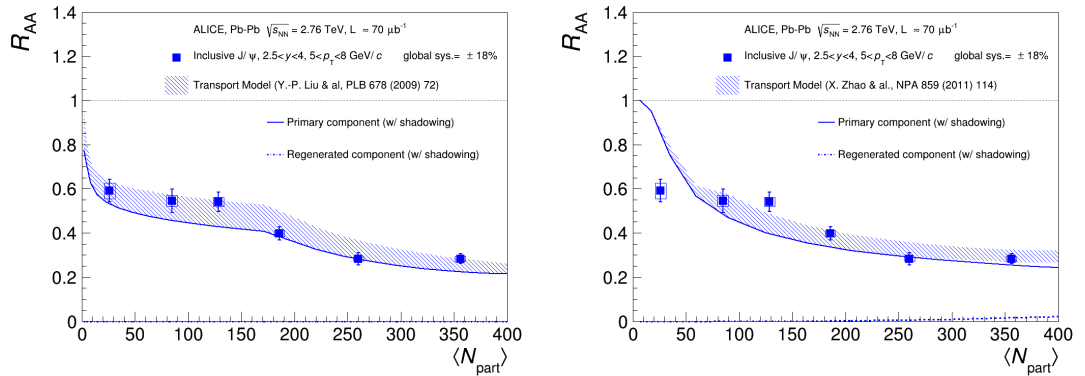 R_AA
1.4
1.2
1
0.8
0.6
0.4
0.2
0
ALICE, Pb-Pb √s_NN = 2.76 TeV, L ≈ 70 μb⁻¹
Inclusive J/ψ, 2.5<y<4, 5<p_T<8 GeV/c global sys.= ± 18%
Transport Model (Y.-P. Liu & al, PLB 678 (2009) 72)
Primary component (w/ shadowing)
Regenerated component (w/ shadowing)
0 50 100 150 200 250 300 350 400
⟨N_part⟩
R_AA
1.4
1.2
1
0.8
0.6
0.4
0.2
0
ALICE, Pb-Pb √s_NN = 2.76 TeV, L ≈ 70 μb⁻¹
Inclusive J/ψ, 2.5<y<4, 5<p_T<8 GeV/c global sys.= ± 18%
Transport Model (X. Zhao & al., NPA 859 (2011) 114)
Primary component (w/ shadowing)
Regenerated component (w/ shadowing)
0 50 100 150 200 250 300 350 400
⟨N_part⟩